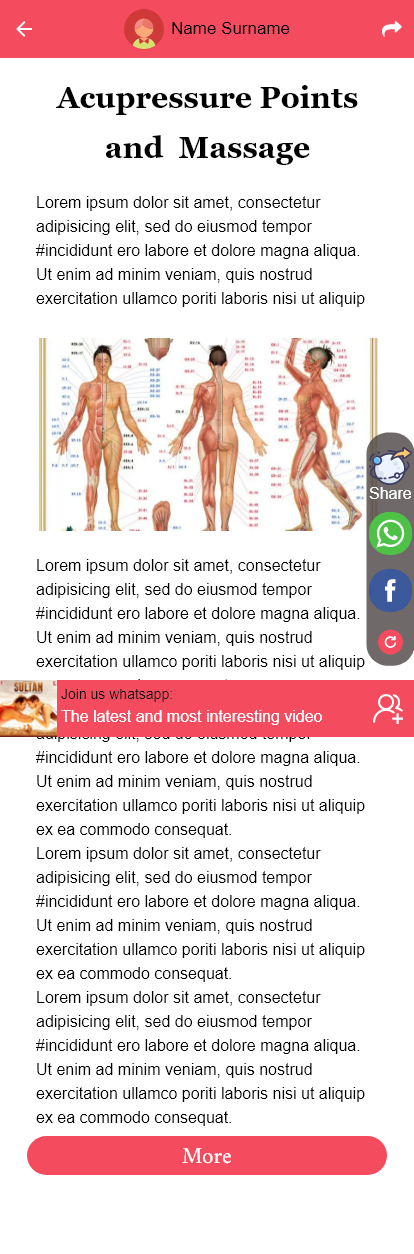 Name Surname
Acupressure Points
and Massage
Lorem ipsum dolor sit amet, consectetur
adipisicing elit, sed do eiusmod tempor
#incididunt ero labore et dolore magna aliqua.
Ut enim ad minim veniam, quis nostrud
exercitation ullamco poriti laboris nisi ut aliquip
Share
Lorem ipsum dolor sit amet, consectetur
adipisicing elit, sed do eiusmod tempor
#incididunt ero labore et dolore magna aliqua.
Ut enim ad minim veniam, quis nostrud
exercitation ullamco poriti laboris nisi ut aliquip
SULTAN
Join us whatsapp:
The latest and most interesting video
adipisicing elit, sed do eiusmod tempor
#incididunt ero labore et dolore magna aliqua.
Ut enim ad minim veniam, quis nostrud
exercitation ullamco poriti laboris nisi ut aliquip
ex ea commodo consequat.
Lorem ipsum dolor sit amet, consectetur
adipisicing elit, sed do eiusmod tempor
#incididunt ero labore et dolore magna aliqua.
Ut enim ad minim veniam, quis nostrud
exercitation ullamco poriti laboris nisi ut aliquip
ex ea commodo consequat.
Lorem ipsum dolor sit amet, consectetur
adipisicing elit, sed do eiusmod tempor
#incididunt ero labore et dolore magna aliqua.
Ut enim ad minim veniam, quis nostrud
exercitation ullamco poriti laboris nisi ut aliquip
ex ea commodo consequat.
More